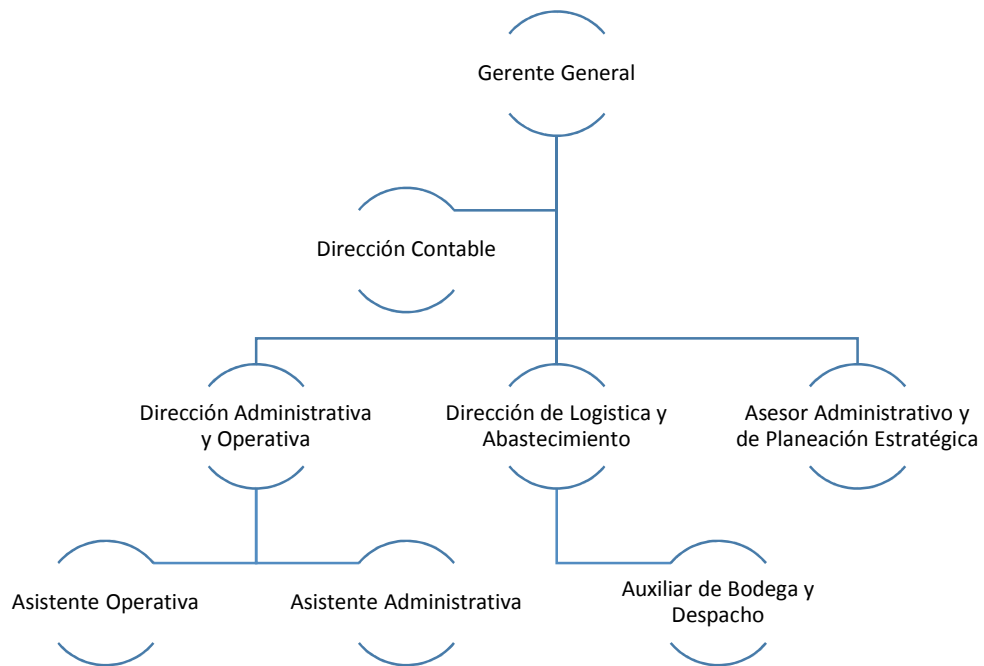 Gerente General
Dirección Contable
Dirección Administrativa
y Operativa
Dirección de Logistica y
Abastecimiento
Asesor Administrativo y
de Planeación Estratégica
Asistente Operativa
Asistente Administrativa
Auxiliar de Bodega y
Despacho